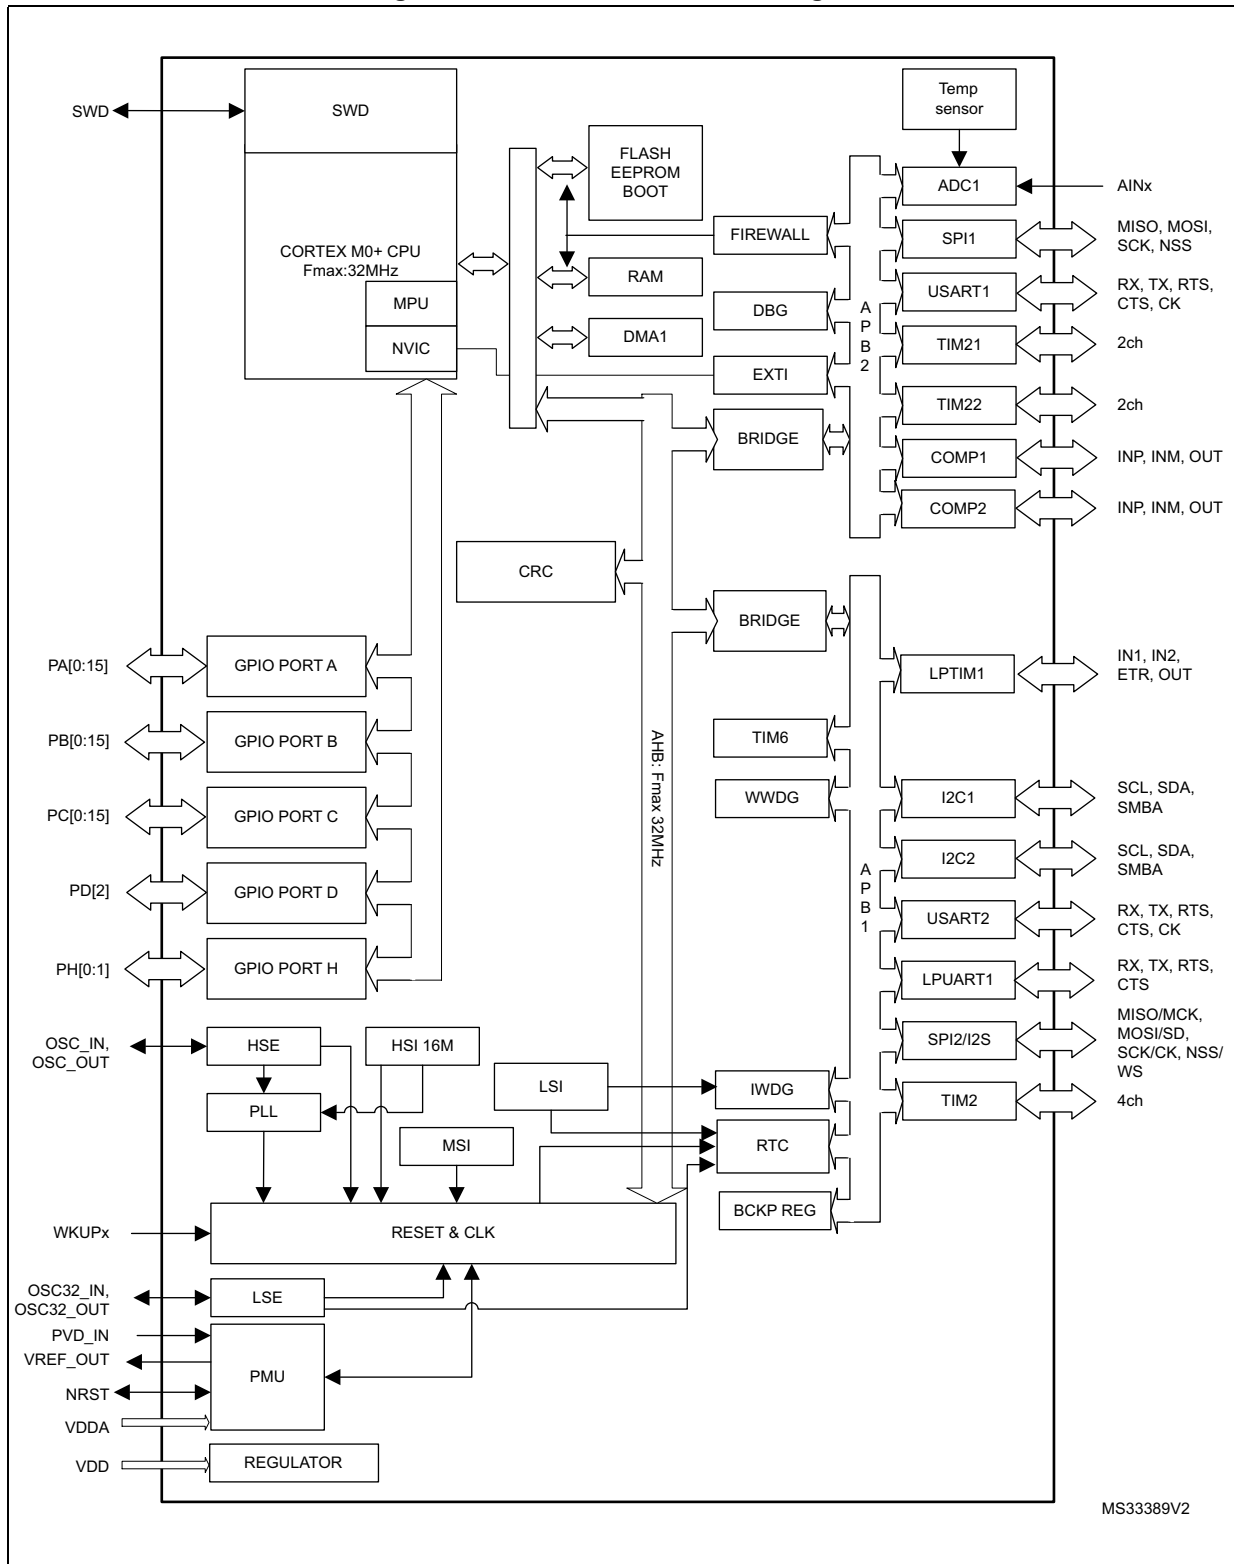 SWD
SWD
CORTEX M0+ CPU
Fmax:32MHz
MPU
NVIC
FLASH
EEPROM
BOOT
RAM
DMA1
FIREWALL
DBG
EXTI
BRIDGE
A
P
B
2
Temp
sensor
ADC1
AINx
SPI1
MISO, MOSI,
SCK, NSS
USART1
RX, TX, RTS,
CTS, CK
TIM21
2ch
TIM22
2ch
COMP1
INP, INM, OUT
COMP2
INP, INM, OUT
CRC
BRIDGE
AHB: Fmax 32MHz
PA[0:15]
GPIO PORT A
PB[0:15]
GPIO PORT B
PC[0:15]
GPIO PORT C
PD[2]
GPIO PORT D
PH[0:1]
GPIO PORT H
TIM6
WWDG
A
P
B
1
LPTIM1
IN1, IN2,
ETR, OUT
I2C1
SCL, SDA,
SMBA
I2C2
SCL, SDA,
SMBA
USART2
RX, TX, RTS,
CTS, CK
LPUART1
RX, TX, RTS,
CTS
SPI2/I2S
MISO/MCK,
MOSI/SD,
SCK/CK, NSS/
WS
TIM2
4ch
OSC_IN,
OSC_OUT
HSE
HSI 16M
PLL
LSI
MSI
IWDG
RTC
BCKP REG
WKUPx
RESET & CLK
OSC32_IN,
OSC32_OUT
LSE
PVD_IN
VREF_OUT
NRST
VDDA
PMU
VDD
REGULATOR
MS33389V2